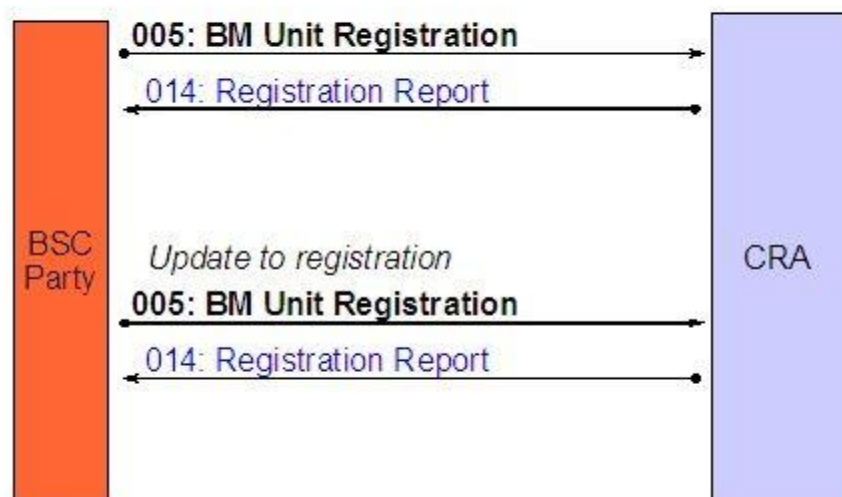 005: BM Unit Registration
014: Registration Report
BSC
Party
Update to registration
CRA
005: BM Unit Registration
014: Registration Report